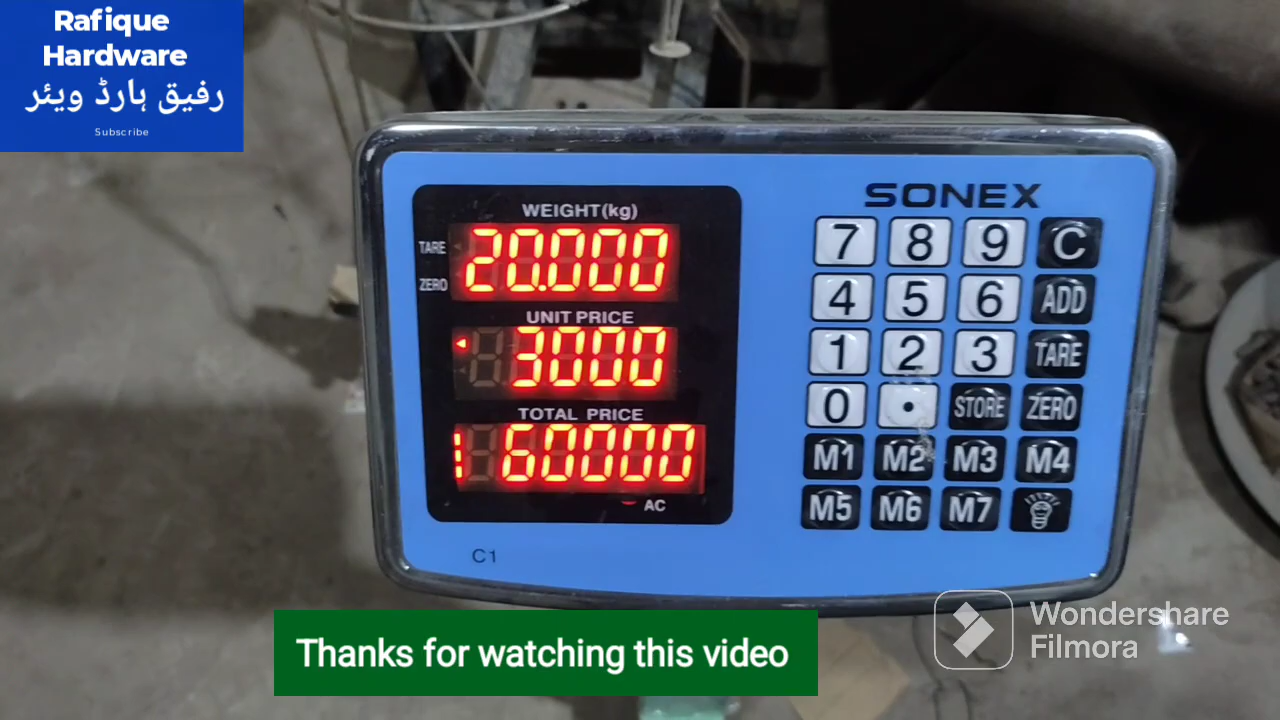 Rafique
Hardware
رفیق ہارڈ ویئر
Subscribe
SONEX
WEIGHT(kg)
TARE
20.000
ZERO
UNIT PRICE
3000
TOTAL PRICE
60000
AC
C1
7 8 9 C
4 5 6 ADD
1 2 3 TARE
0 . STORE ZERO
M1 M2 M3 M4
M5 M6 M7
Thanks for watching this video
Wondershare
Filmora